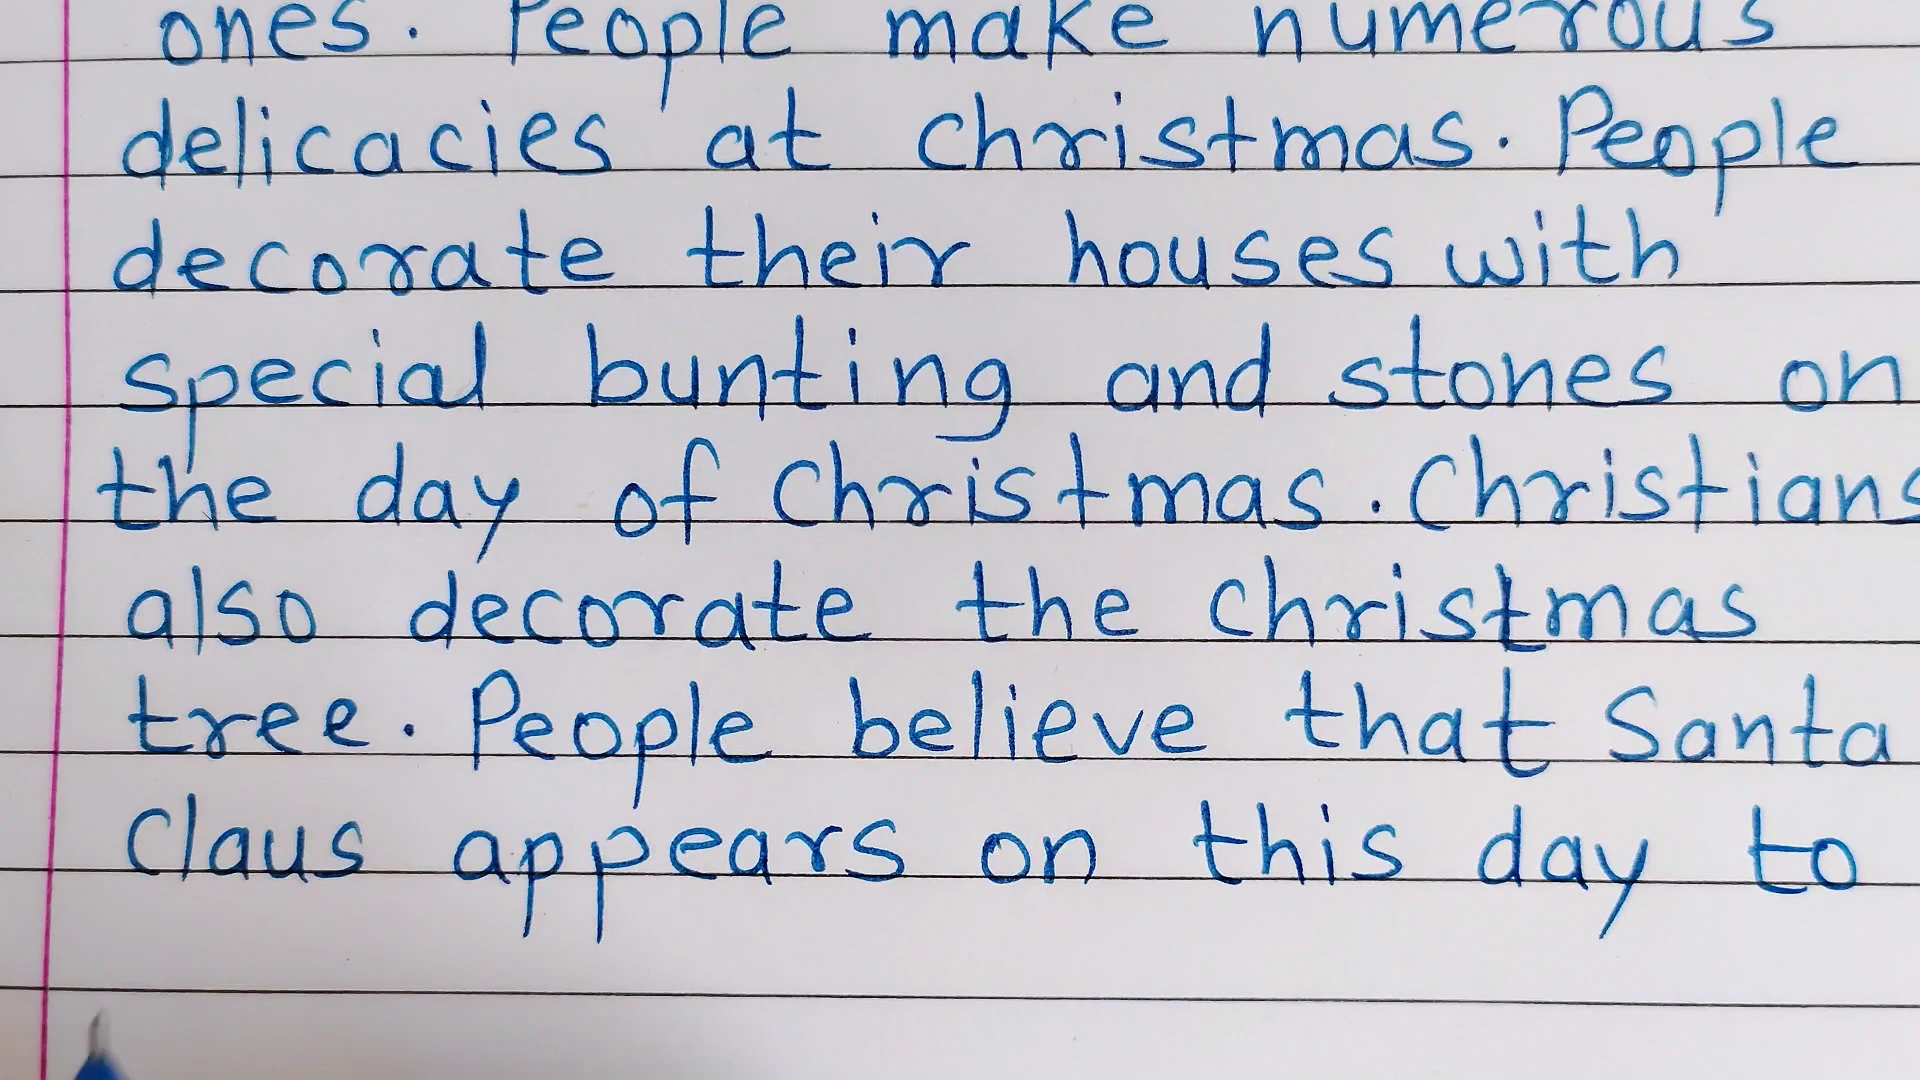 ones. People make numerous
delicacies at christmas. People
decorate their houses with
special bunting and stones on
the day of christmas. Christians
also decorate the christmas
tree. People believe that Santa
Claus appears on this day to